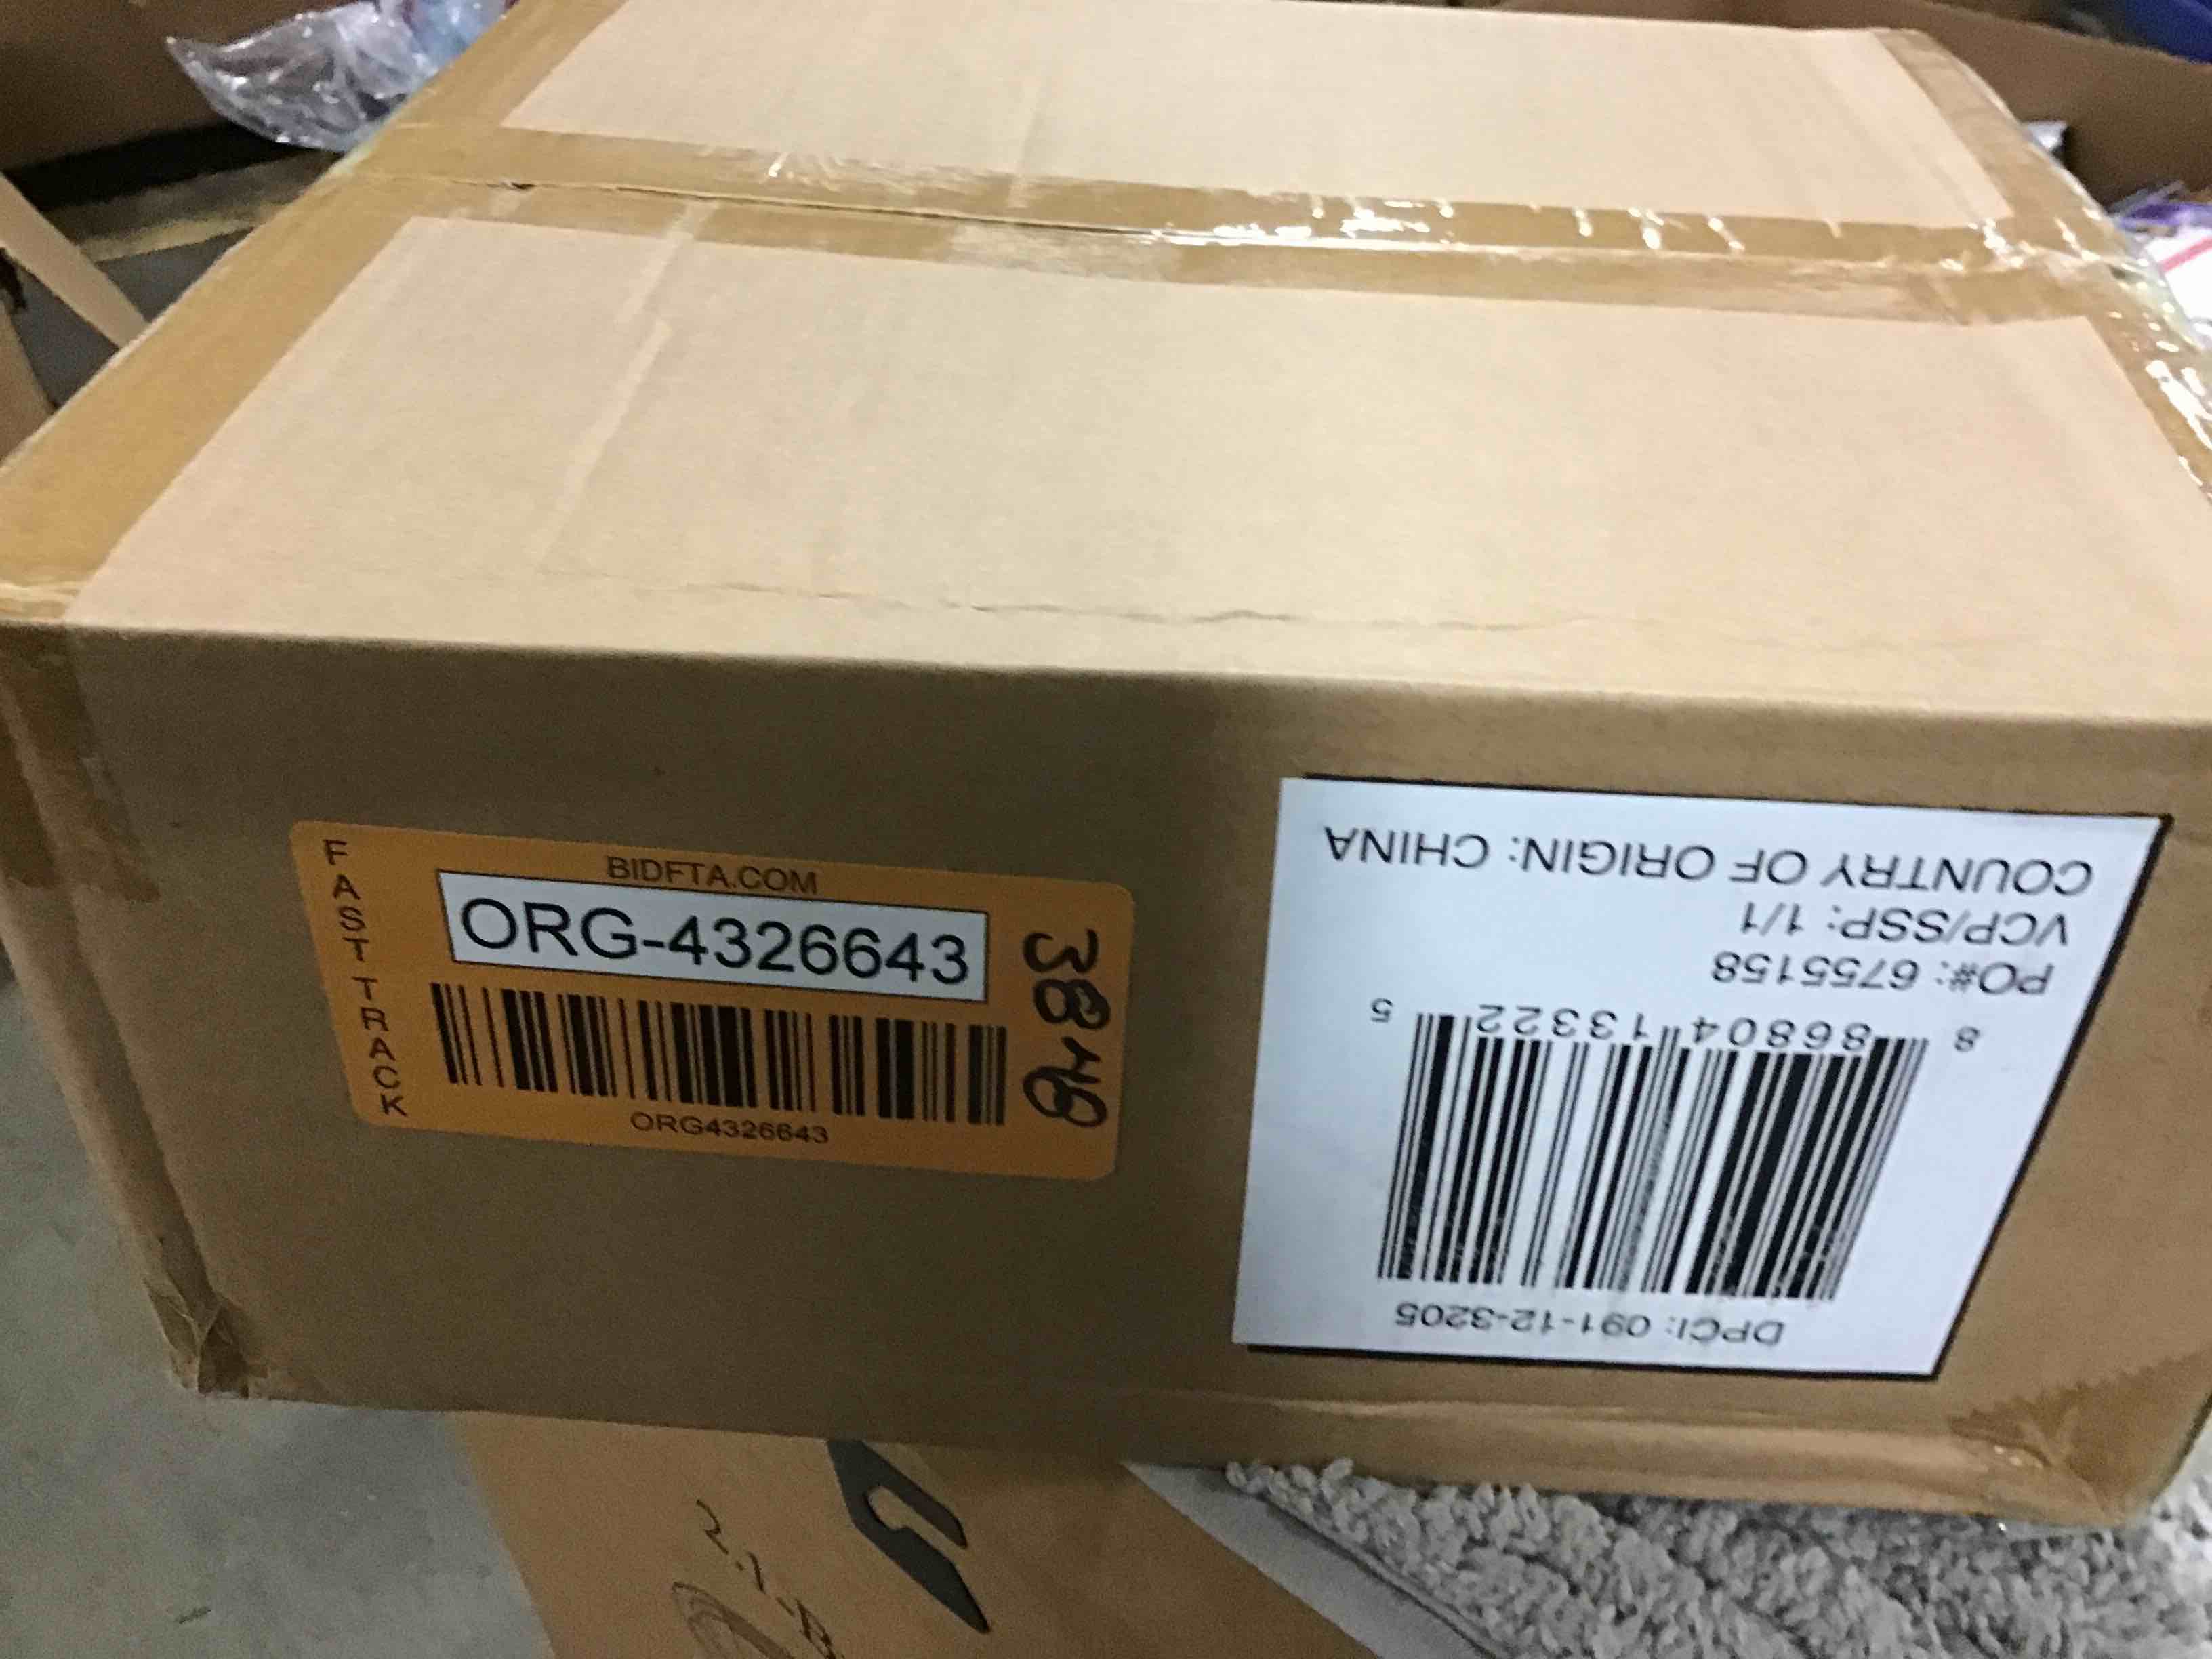 BIDFTA.COM
FAST TRACK
ORG-4326643
ORG4326643
DPCI: 091-12-3205
8 86804 13322 5
PO#: 6755158
VCP/SSP: 1/1
COUNTRY OF ORIGIN: CHINA